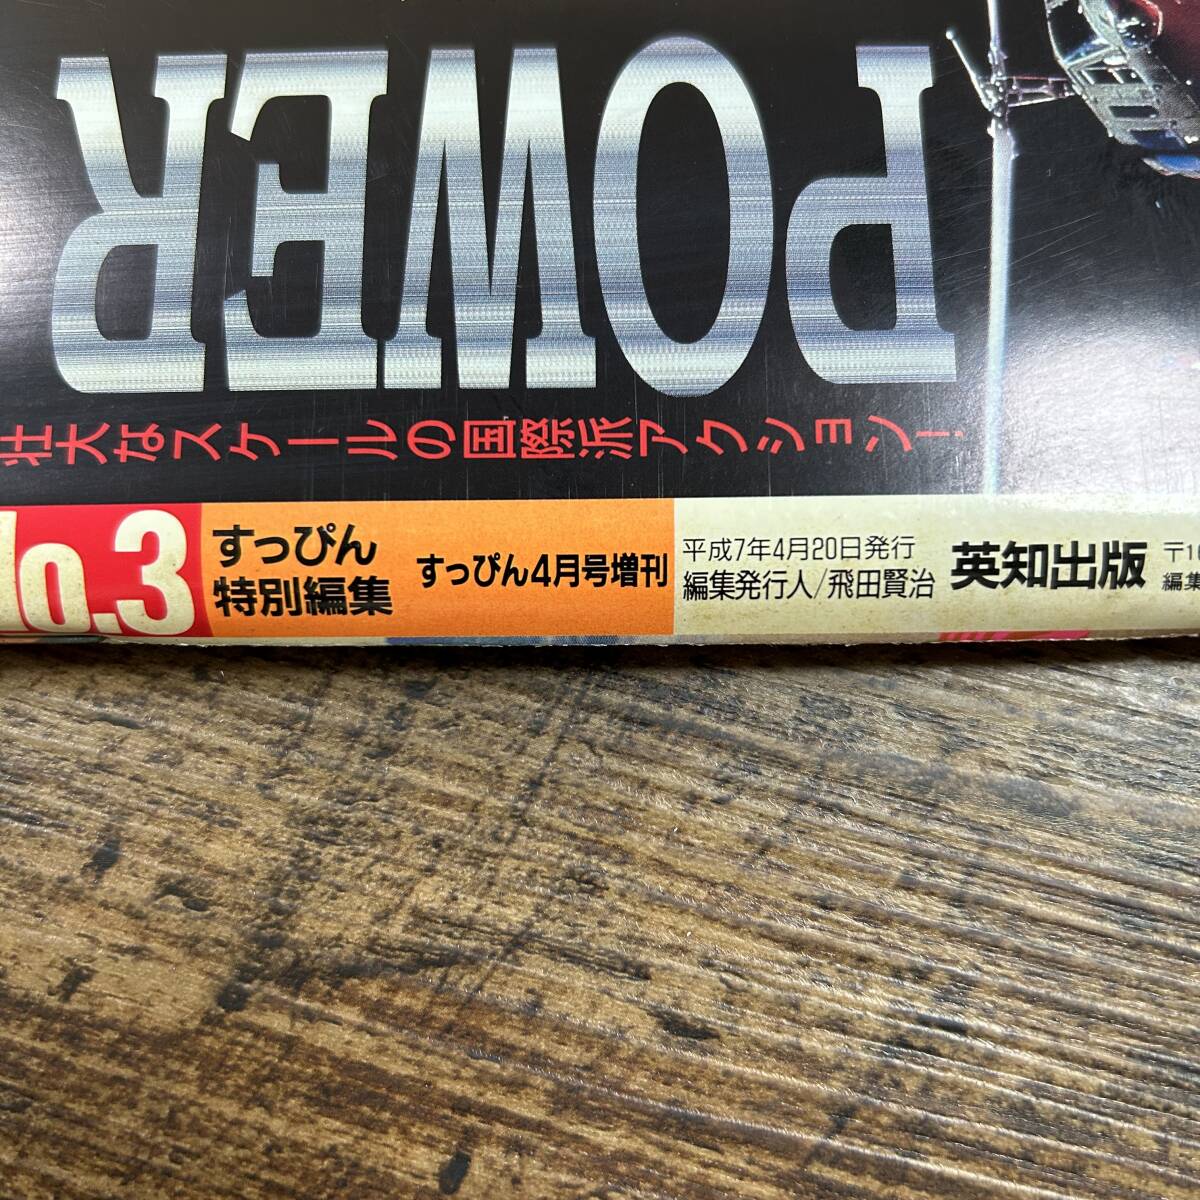 POWER
壮大なスケールの国際派アクション!
No.3
すっぴん
特別編集
すっぴん4月号増刊
平成7年4月20日発行
編集発行人/飛田賢治
英知出版
〒10
編集